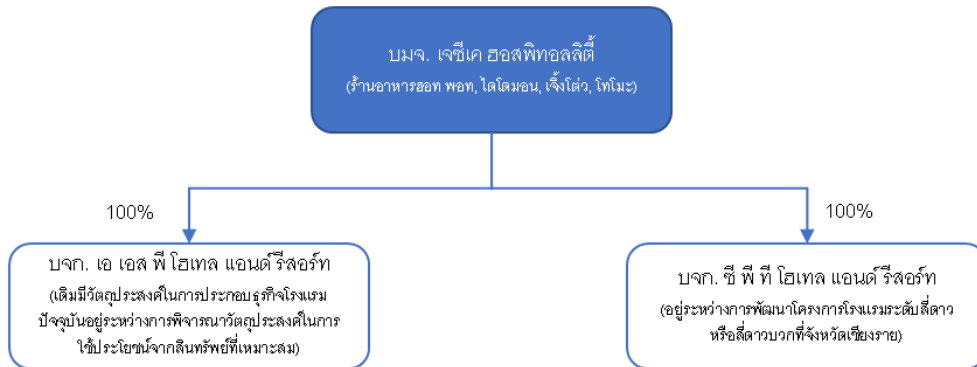 บมจ. เจซีเค ฮอสพิทอลลิตี้
(ร้านอาหารฮอท พอท, ไดโดมอน, เจิ้งโต่ว, โทโมะ)
100%
100%
บจก. เอ เอส พี โฮเทล แอนด์ รีสอร์ท
(เดิมมีวัตถุประสงค์ในการประกอบธุรกิจโรงแรม
ปัจจุบันอยู่ระหว่างการพิจารณาวัตถุประสงค์ในการ
ใช้ประโยชน์จากสินทรัพย์ที่เหมาะสม)
บจก. ซี พี ที โฮเทล แอนด์ รีสอร์ท
(อยู่ระหว่างการพัฒนาโครงการโรงแรมระดับสี่ดาว
หรือสี่ดาวบวกที่จังหวัดเชียงราย)